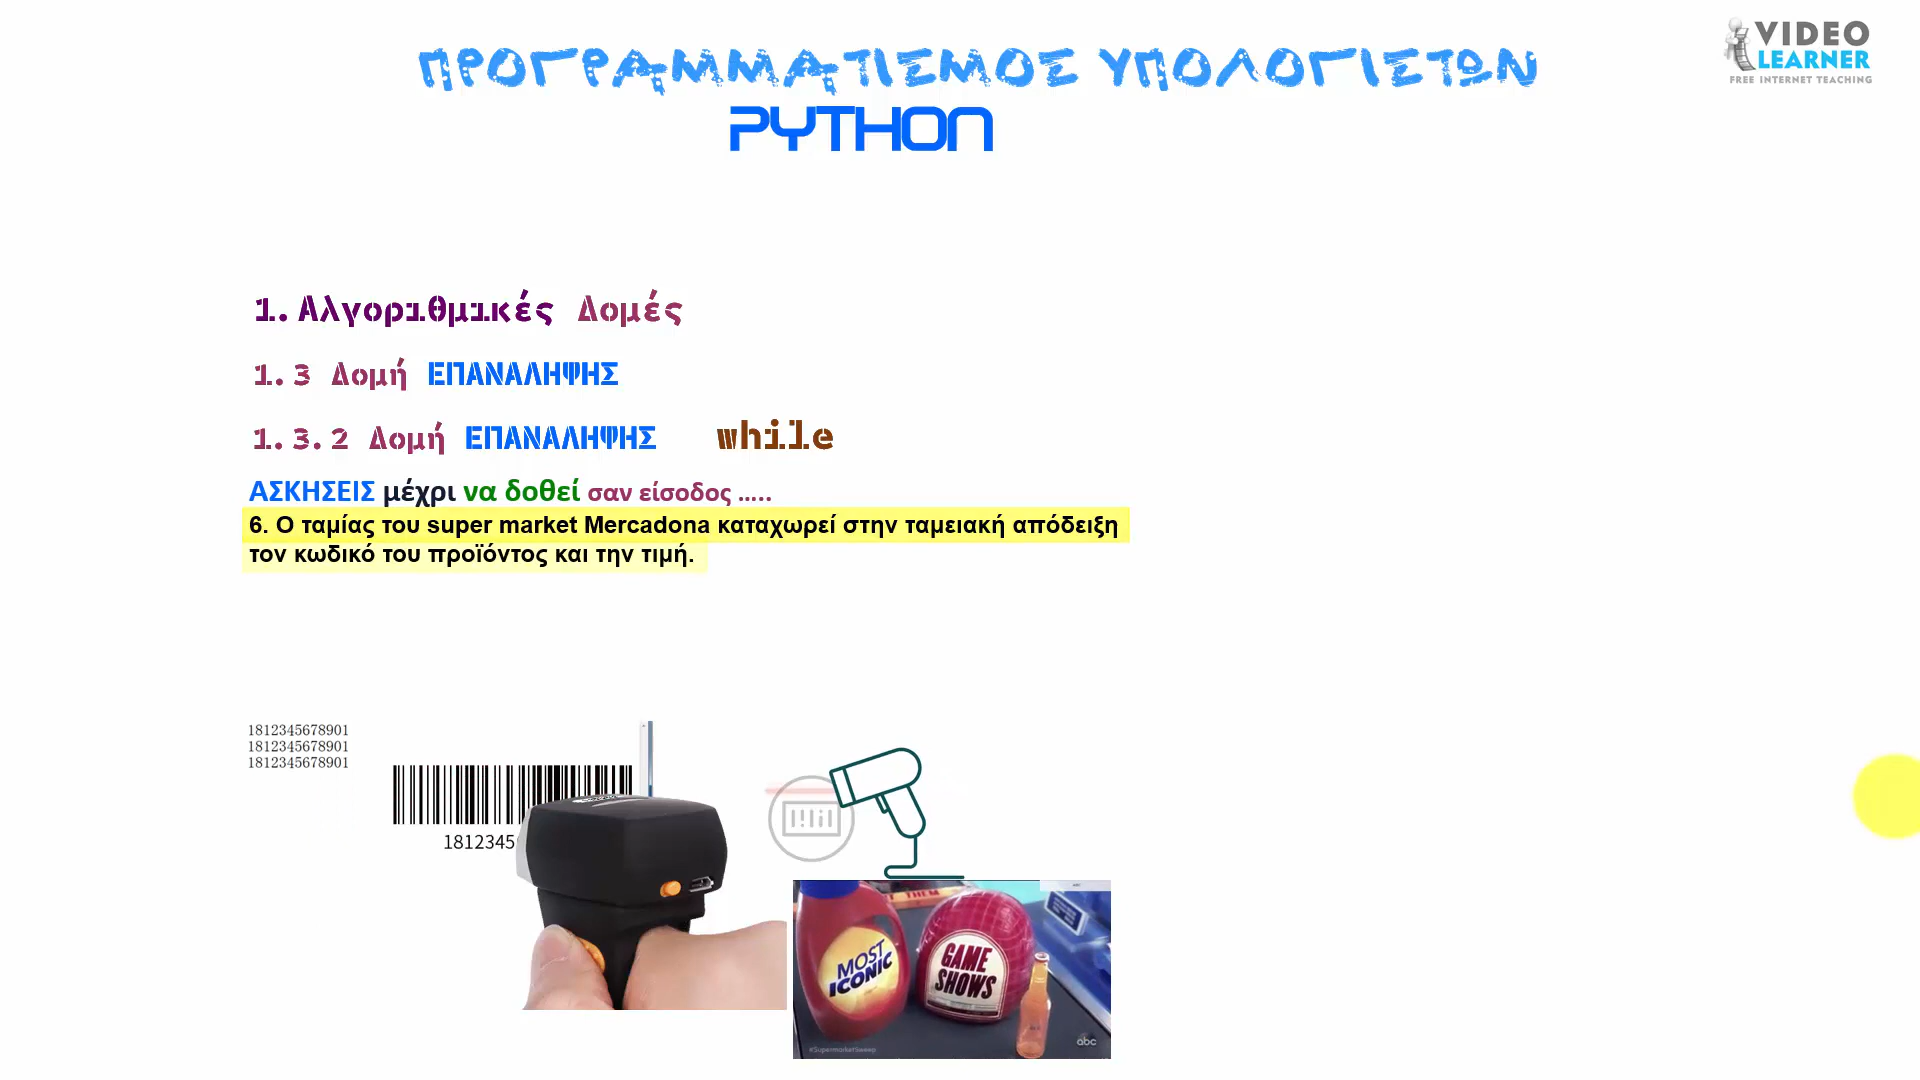 VIDEO
LEARNER
FREE INTERNET TEACHING
ΠΡΟΓΡΑΜΜΑΤΙΣΜΟΣ ΥΠΟΛΟΓΙΣΤΩΝ
PYTHON
1.Αλγοριθμικές Δομές
1.3 Δομή ΕΠΑΝΑΛΗΨΗΣ
1.3.2 Δομή ΕΠΑΝΑΛΗΨΗΣ while
ΑΣΚΗΣΕΙΣ μέχρι να δοθεί σαν είσοδος .....
6. Ο ταμίας του super market Mercadona καταχωρεί στην ταμειακή απόδειξη
τον κωδικό του προϊόντος και την τιμή.
1812345678901
1812345678901
1812345678901
1812345
MOST
ICONIC
GAME
SHOWS
#SupermarketSweep
abc